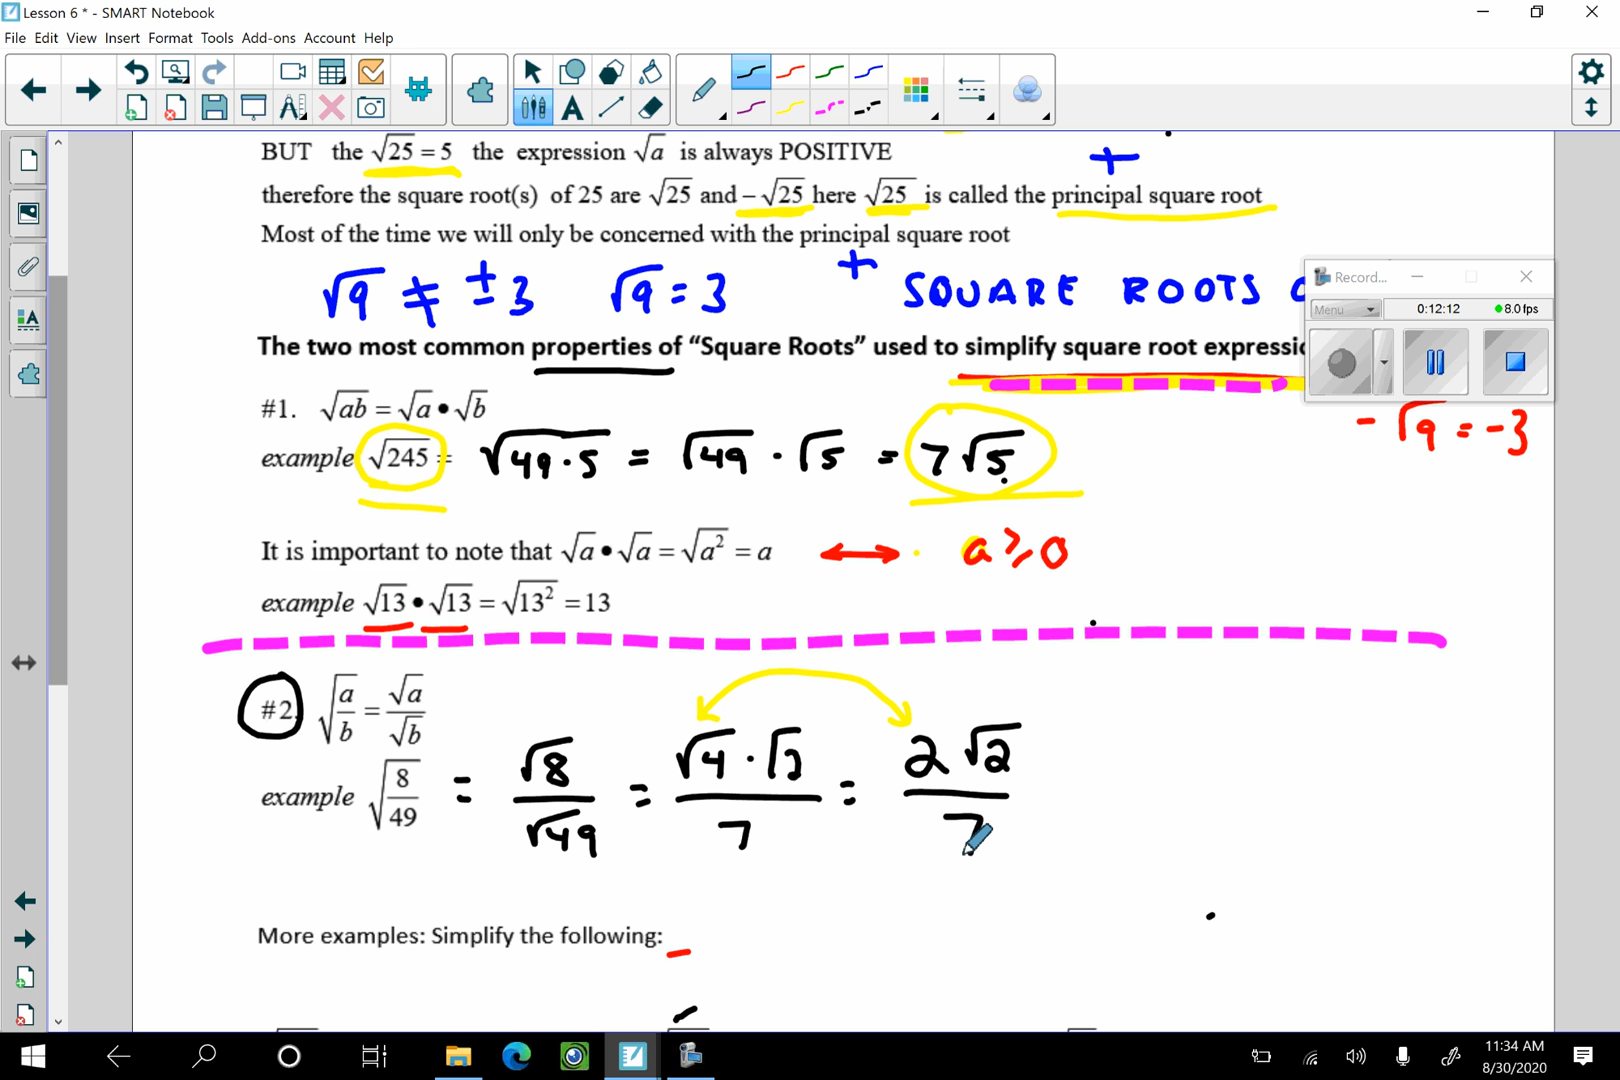 Lesson 6 * - SMART Notebook
File Edit View Insert Format Tools Add-ons Account Help
BUT the √25 = 5 the expression √a is always POSITIVE
+
therefore the square root(s) of 25 are √25 and – √25 here √25 is called the principal square root
Most of the time we will only be concerned with the principal square root
+
√9 ≠ ±3 √9 = 3 SQUARE ROOTS
Record...
Menu 0:12:12 8.0 fps
The two most common properties of “Square Roots” used to simplify square root
#1. √ab = √a • √b
- √9 = -3
example √245 = √49·5 = √49 · √5 = 7√5
It is important to note that √a • √a = √a² = a a ≥ 0
example √13 • √13 = √13² = 13
#2. √(a/b) = √a/√b
example √(8/49) = √8/√49 = √4·√2/7 = 2√2/7
More examples: Simplify the following:
11:34 AM
8/30/2020